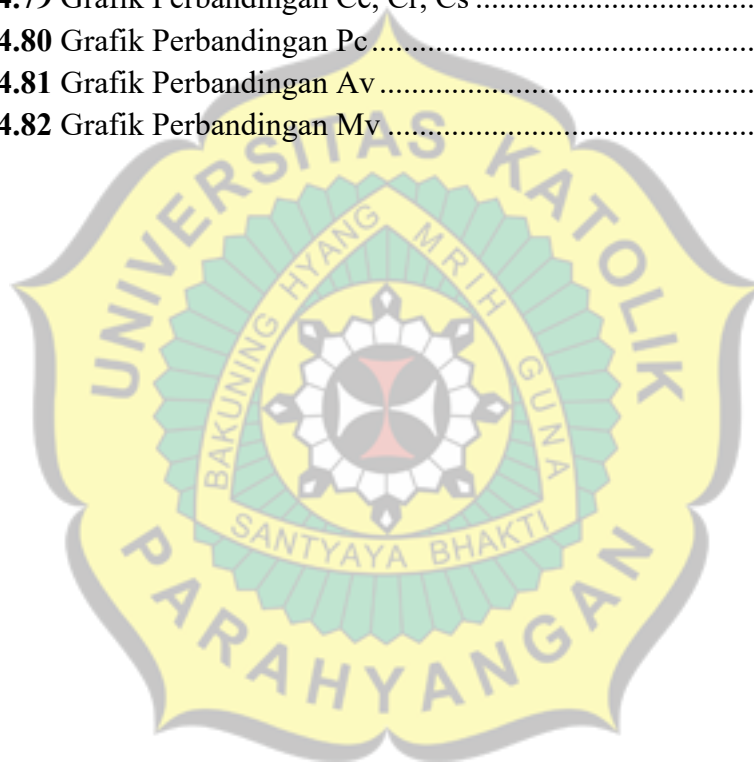 4.79 Grafik Perbandingan Cc, Cr, Cs ........................................
4.80 Grafik Perbandingan Pc ....................................................
4.81 Grafik Perbandingan Av ...................................................
4.82 Grafik Perbandingan Mv ..................................................
UNIVERSITAS KATOLIK
BAKUNING HYANG MRIH GUNA
SANTYAYA BHAKTI
PARAHYANGAN